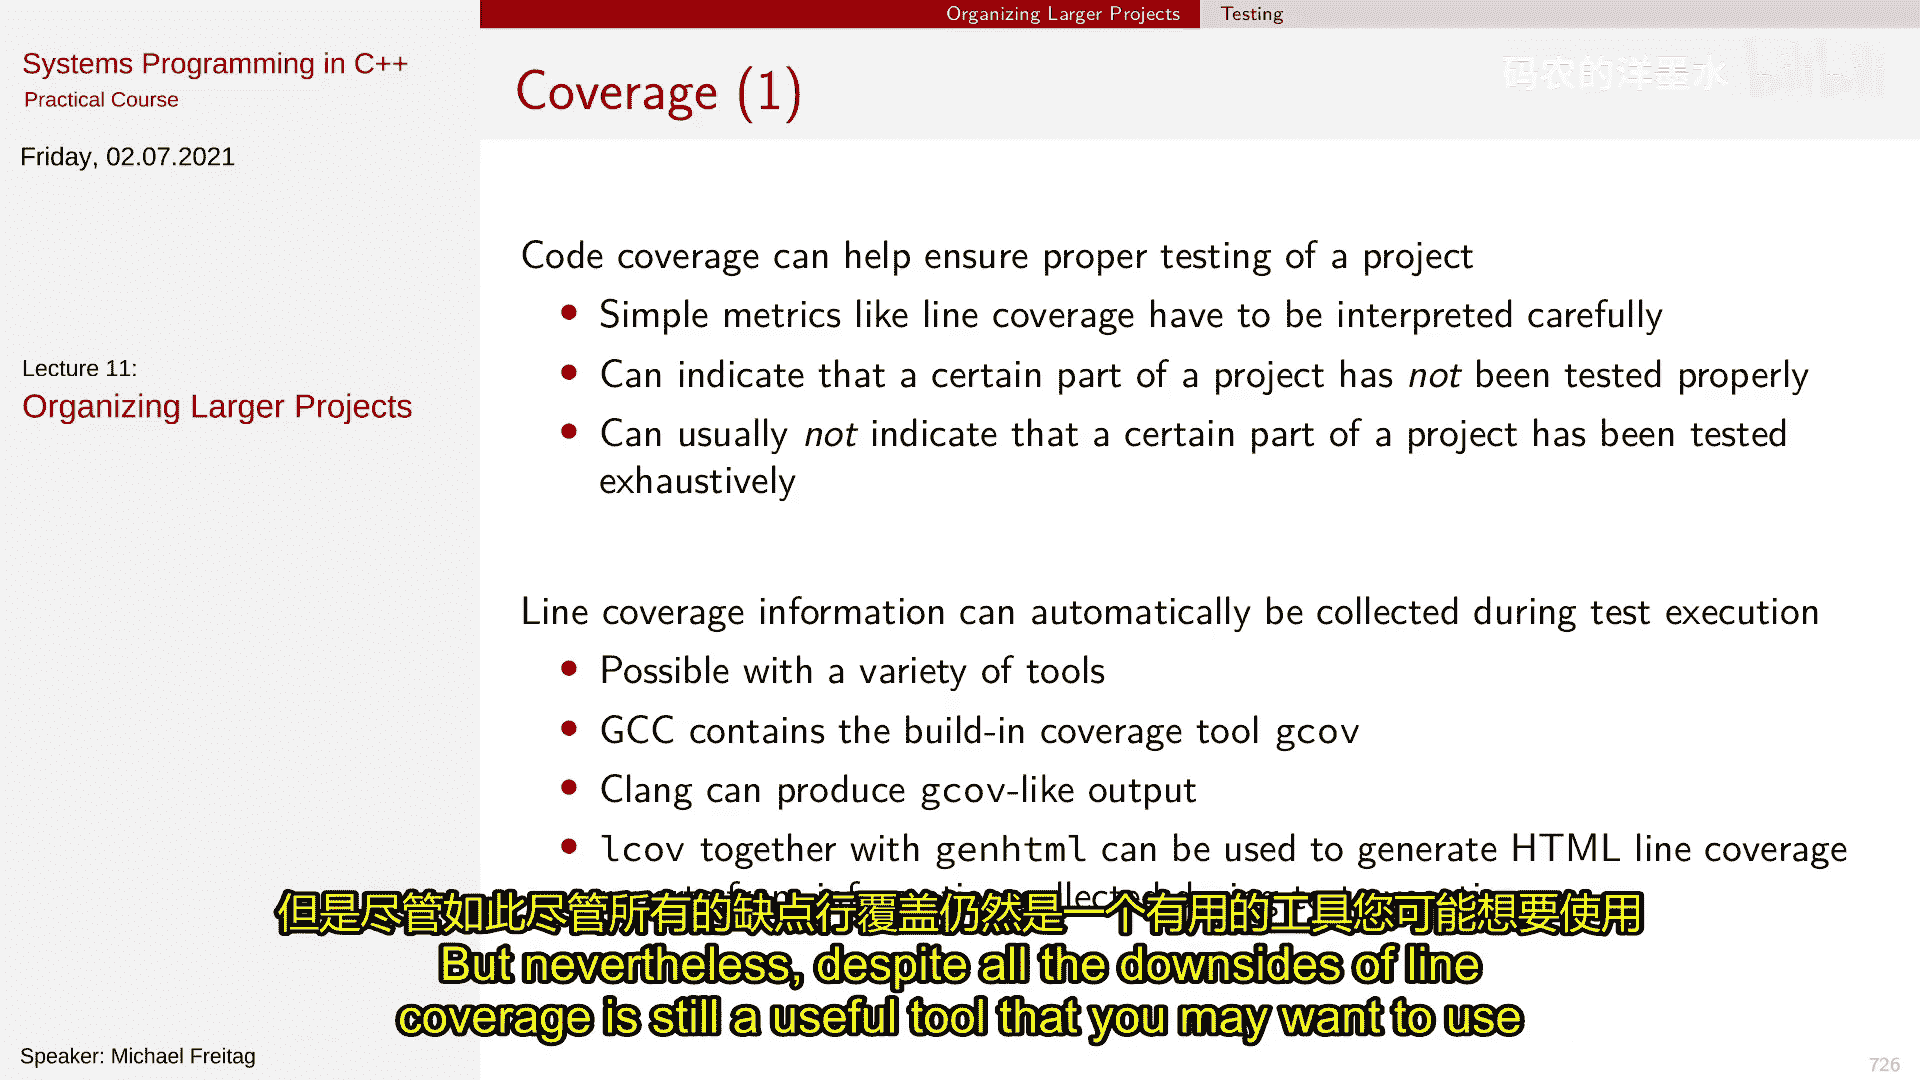 Organizing Larger Projects Testing
Systems Programming in C++
Practical Course
Friday, 02.07.2021
Lecture 11:
Organizing Larger Projects
Coverage (1)
码农的洋墨水
Code coverage can help ensure proper testing of a project
• Simple metrics like line coverage have to be interpreted carefully
• Can indicate that a certain part of a project has not been tested properly
• Can usually not indicate that a certain part of a project has been tested
exhaustively
Line coverage information can automatically be collected during test execution
• Possible with a variety of tools
• GCC contains the build-in coverage tool gcov
• Clang can produce gcov-like output
• lcov together with genhtml can be used to generate HTML line coverage
但是尽管如此尽管所有的缺点行覆盖仍然是一个有用的工具您可能想要使用
But nevertheless, despite all the downsides of line
coverage is still a useful tool that you may want to use
Speaker: Michael Freitag
726